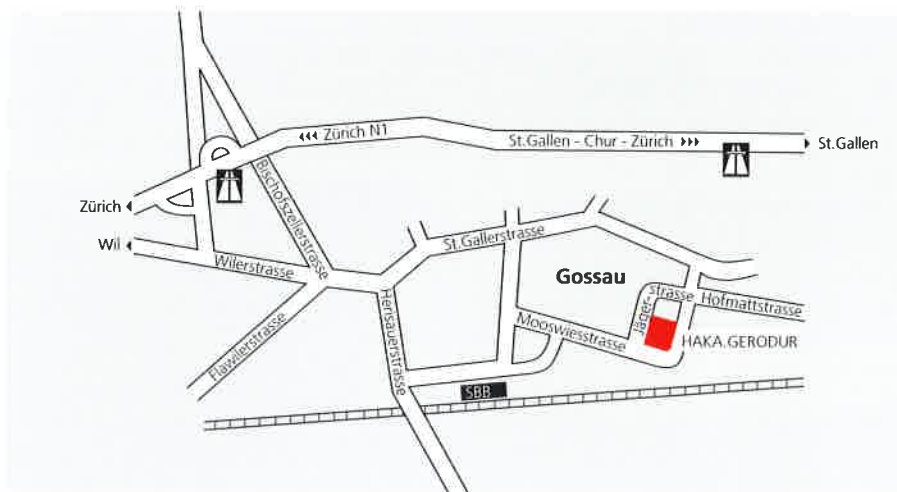 Zürich N1
St.Gallen - Chur - Zürich
St.Gallen
Zürich
Wil
Bischofszellerstrasse
Wilerstrasse
St.Gallerstrasse
Gossau
Jäger-
strasse
Hofmattstrasse
Mooswiesstrasse
HAKA.GERODUR
Herisauerstrasse
Flawilerstrasse
SBB